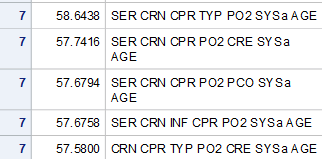 7 58.6438 SER CRN CPR TYP PO2 SYSa AGE
7 57.7416 SER CRN CPR PO2 CRE SYSa
AGE
7 57.6794 SER CRN CPR PO2 PCO SYSa
AGE
7 57.6758 SER CRN INF CPR PO2 SYSa AGE
7 57.5800 CRN CPR TYP PO2 CRE SYSa AGE